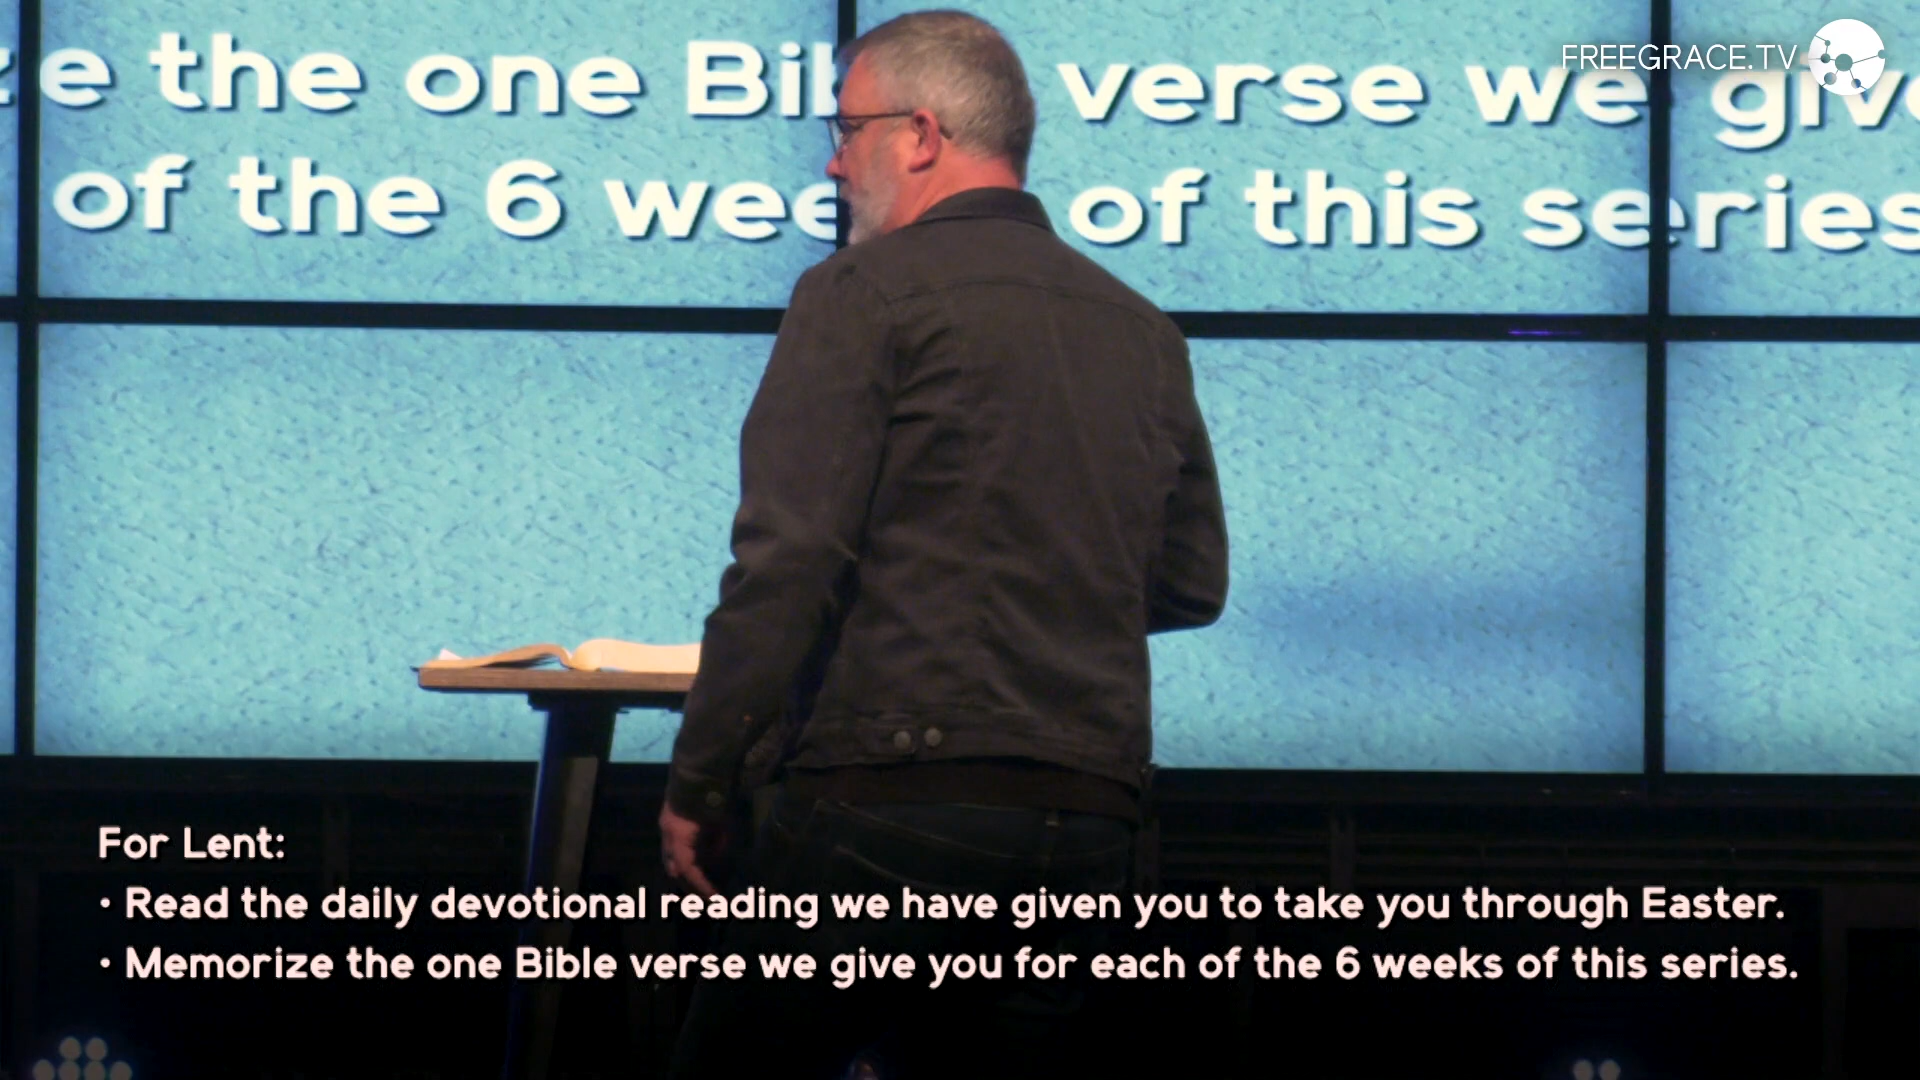 FREEGRACE.TV
e the one Bib verse we give
of the 6 wee of this series
For Lent:
• Read the daily devotional reading we have given you to take you through Easter.
• Memorize the one Bible verse we give you for each of the 6 weeks of this series.